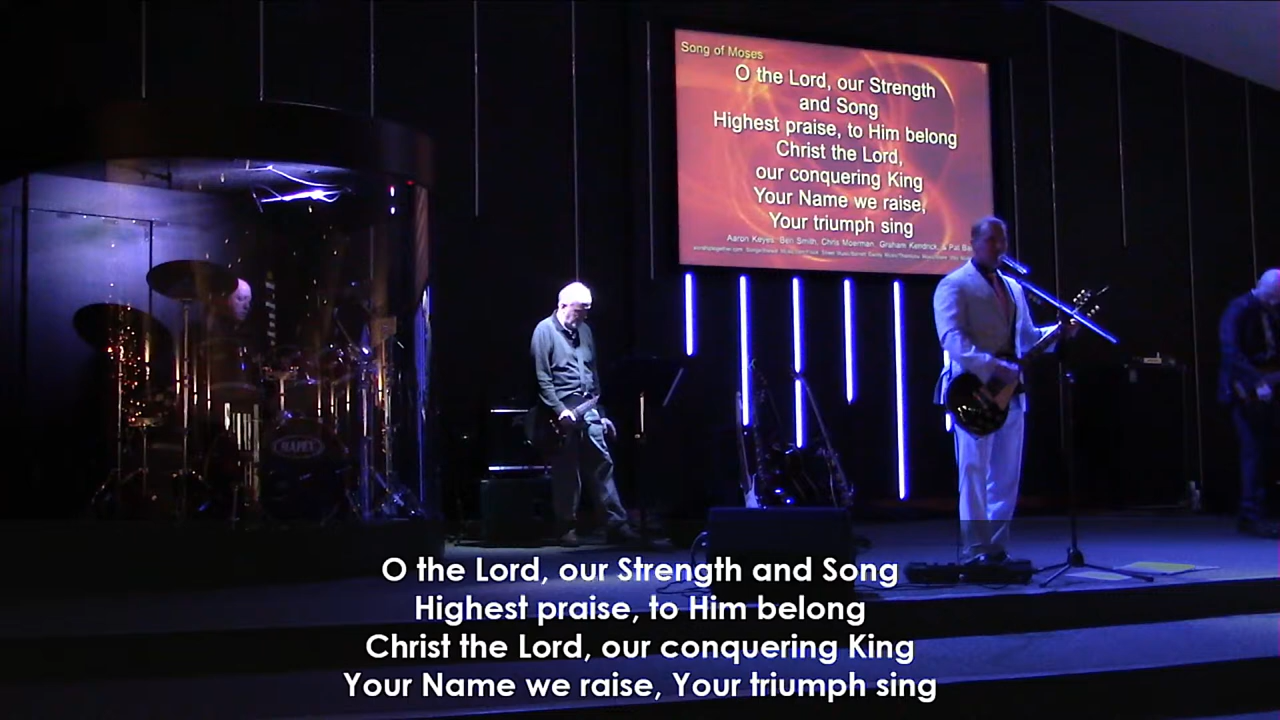 Song of Moses
O the Lord, our Strength
and Song
Highest praise, to Him belong
Christ the Lord,
our conquering King
Your Name we raise,
Your triumph sing
Aaron Keyes, Ben Smith, Chris Moerman, Graham Kendrick, & Pat
MAPEX
O the Lord, our Strength and Song
Highest praise, to Him belong
Christ the Lord, our conquering King
Your Name we raise, Your triumph sing